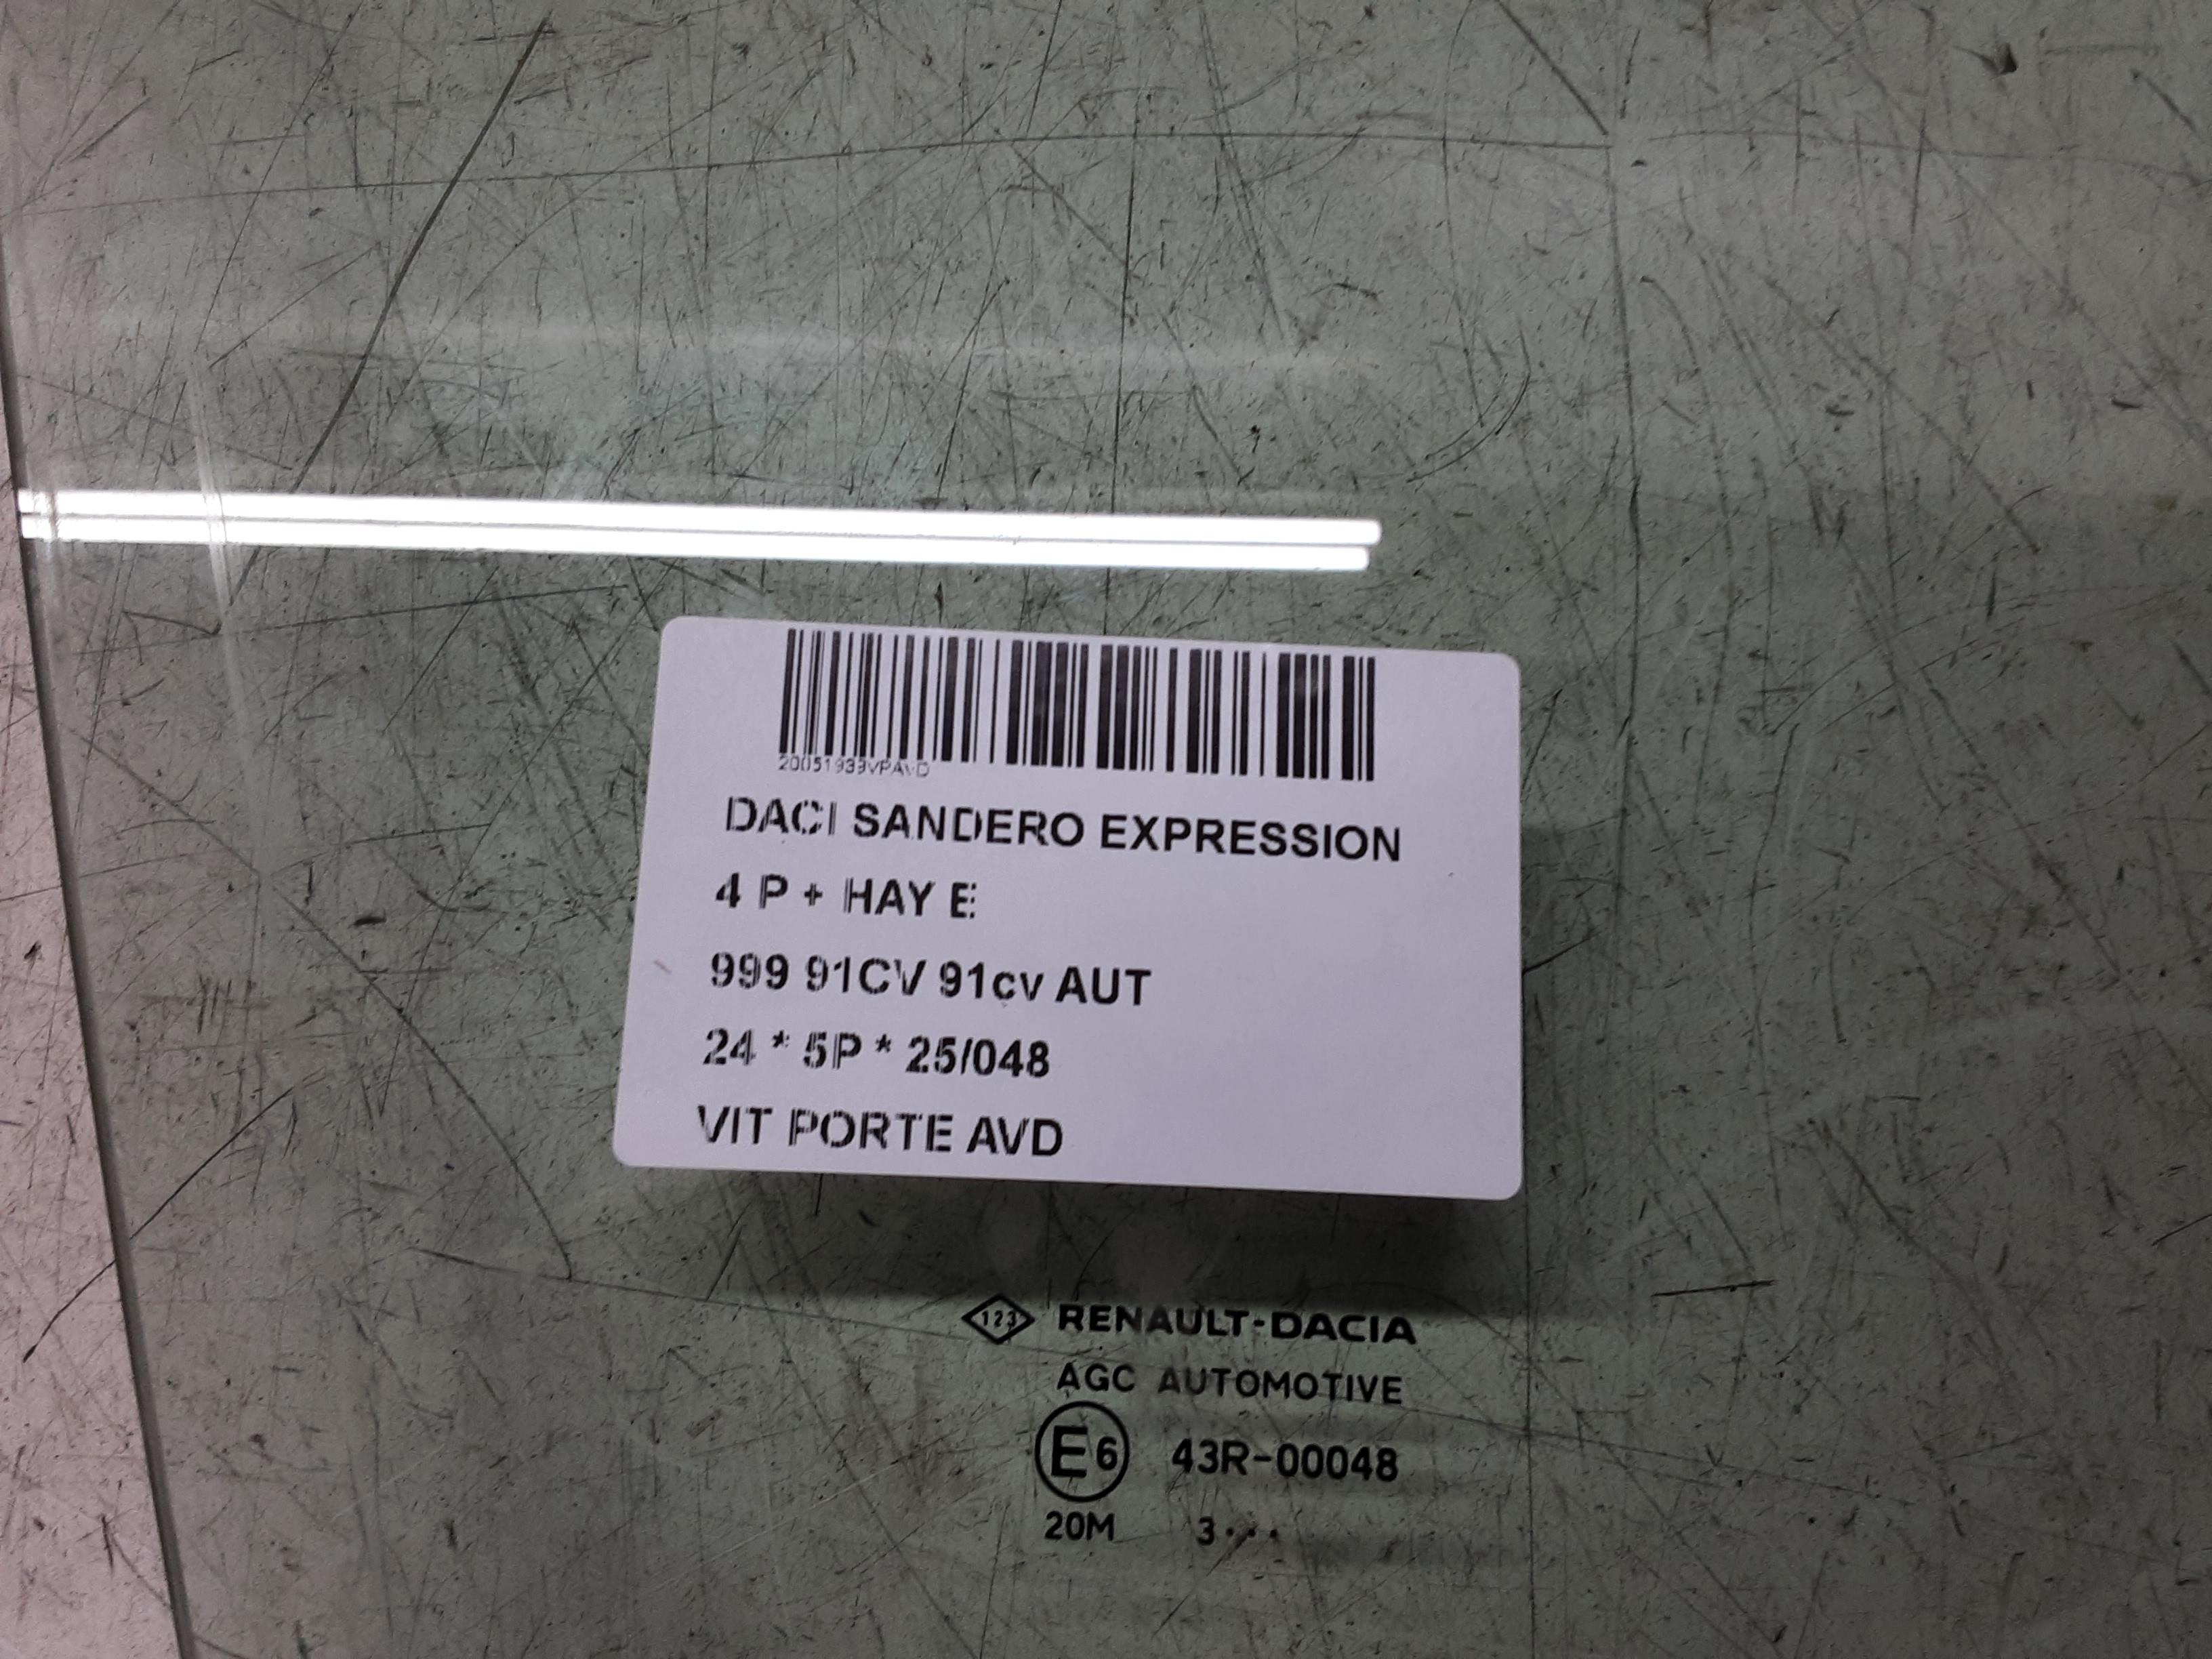 20051939VPAVD
DACI SANDERO EXPRESSION
4 P + HAY E
999 91CV 91cv AUT
24 * 5P * 25/048
VIT PORTE AVD
123 RENAULT-DACIA
AGC AUTOMOTIVE
E6 43R-00048
20M 3···